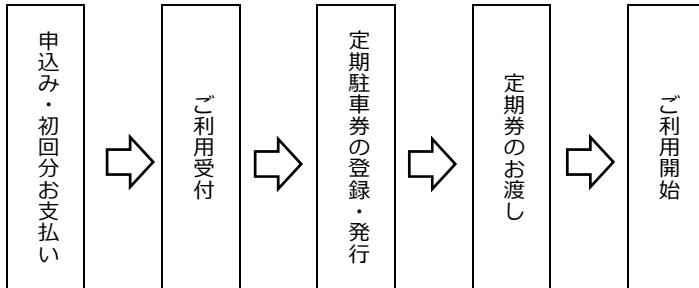 申込み・初回分お支払い
ご利用受付
定期駐車券の登録・発行
定期券のお渡し
ご利用開始